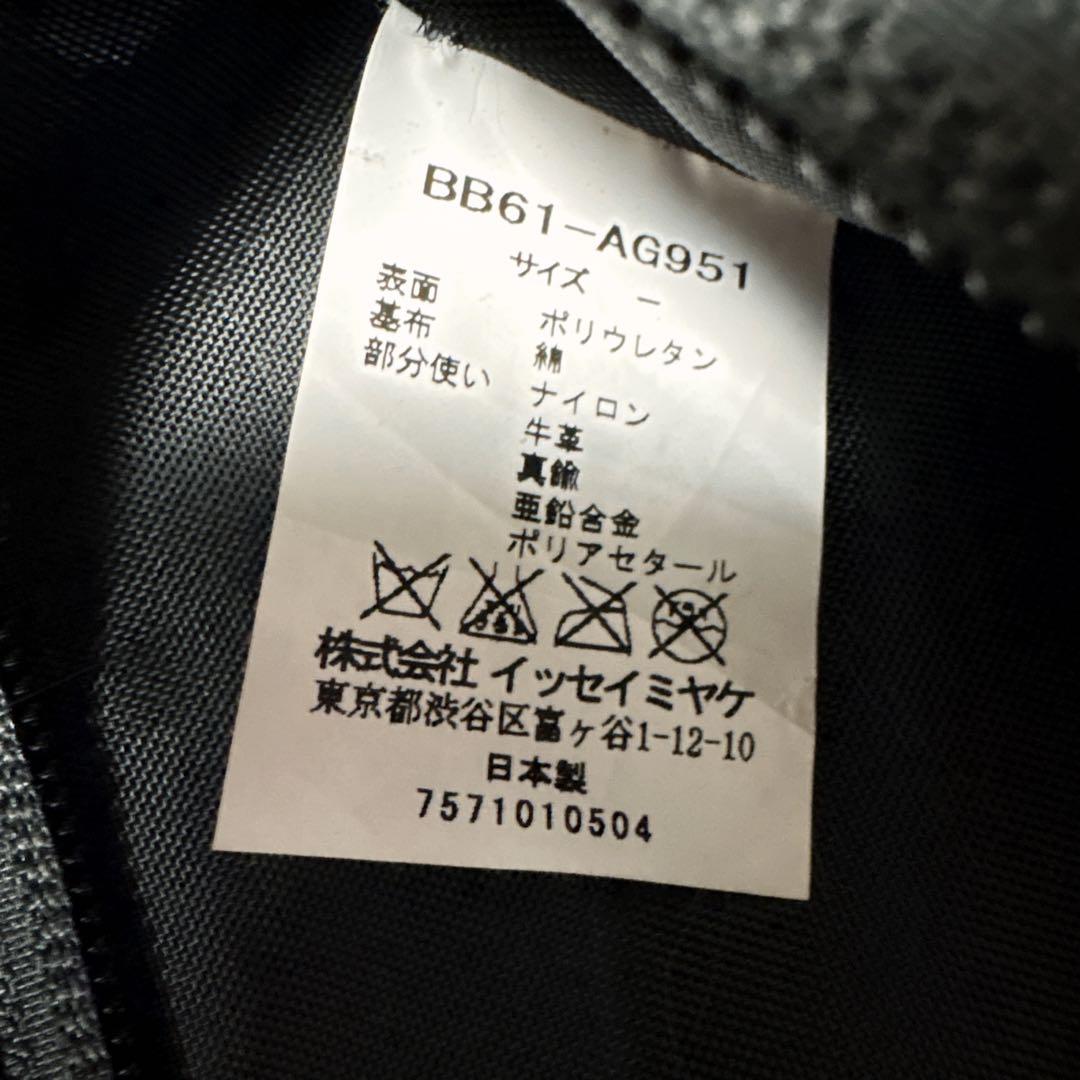 BB61-AG951
サイズ －
表面 ポリウレタン
基布 綿
部分使い ナイロン
牛革
真鍮
亜鉛合金
ポリアセタール
株式会社 イッセイミヤケ
東京都渋谷区富ヶ谷1-12-10
日本製
7571010504